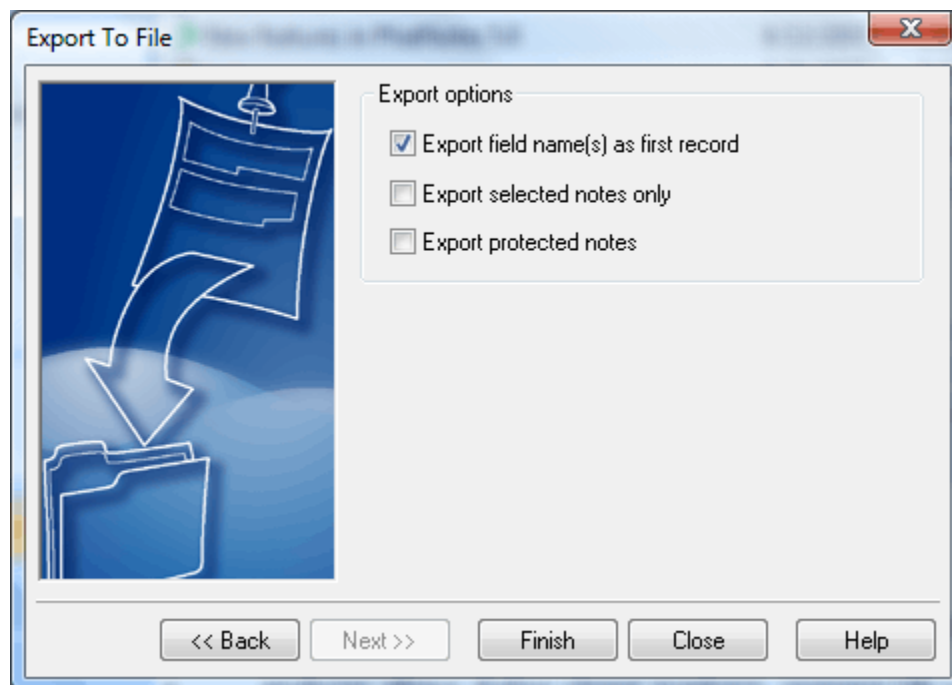 Export To File
Export options
Export field name(s) as first record
Export selected notes only
Export protected notes
<< Back
Next >>
Finish
Close
Help